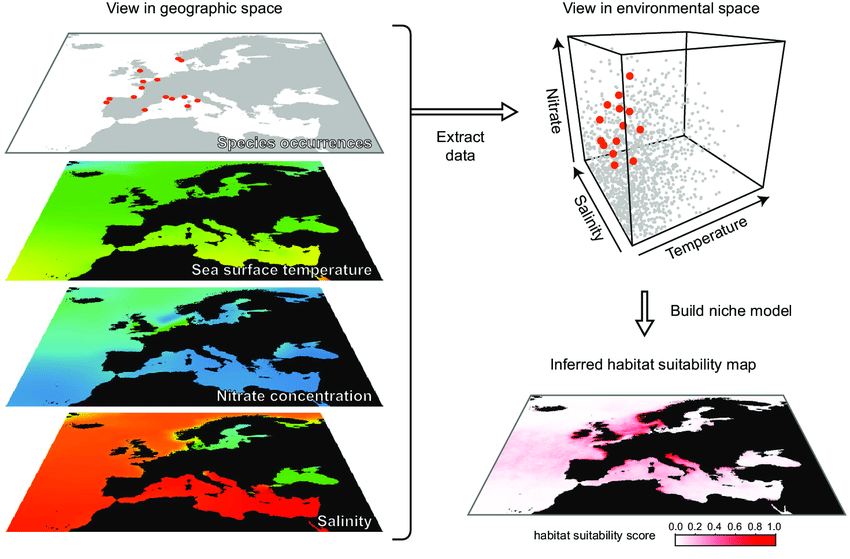 View in geographic space
Species occurrences
Sea surface temperature
Nitrate concentration
Salinity
Extract
data
View in environmental space
Nitrate
Salinity
Temperature
Build niche model
Inferred habitat suitability map
habitat suitability score
0.0 0.2 0.4 0.6 0.8 1.0